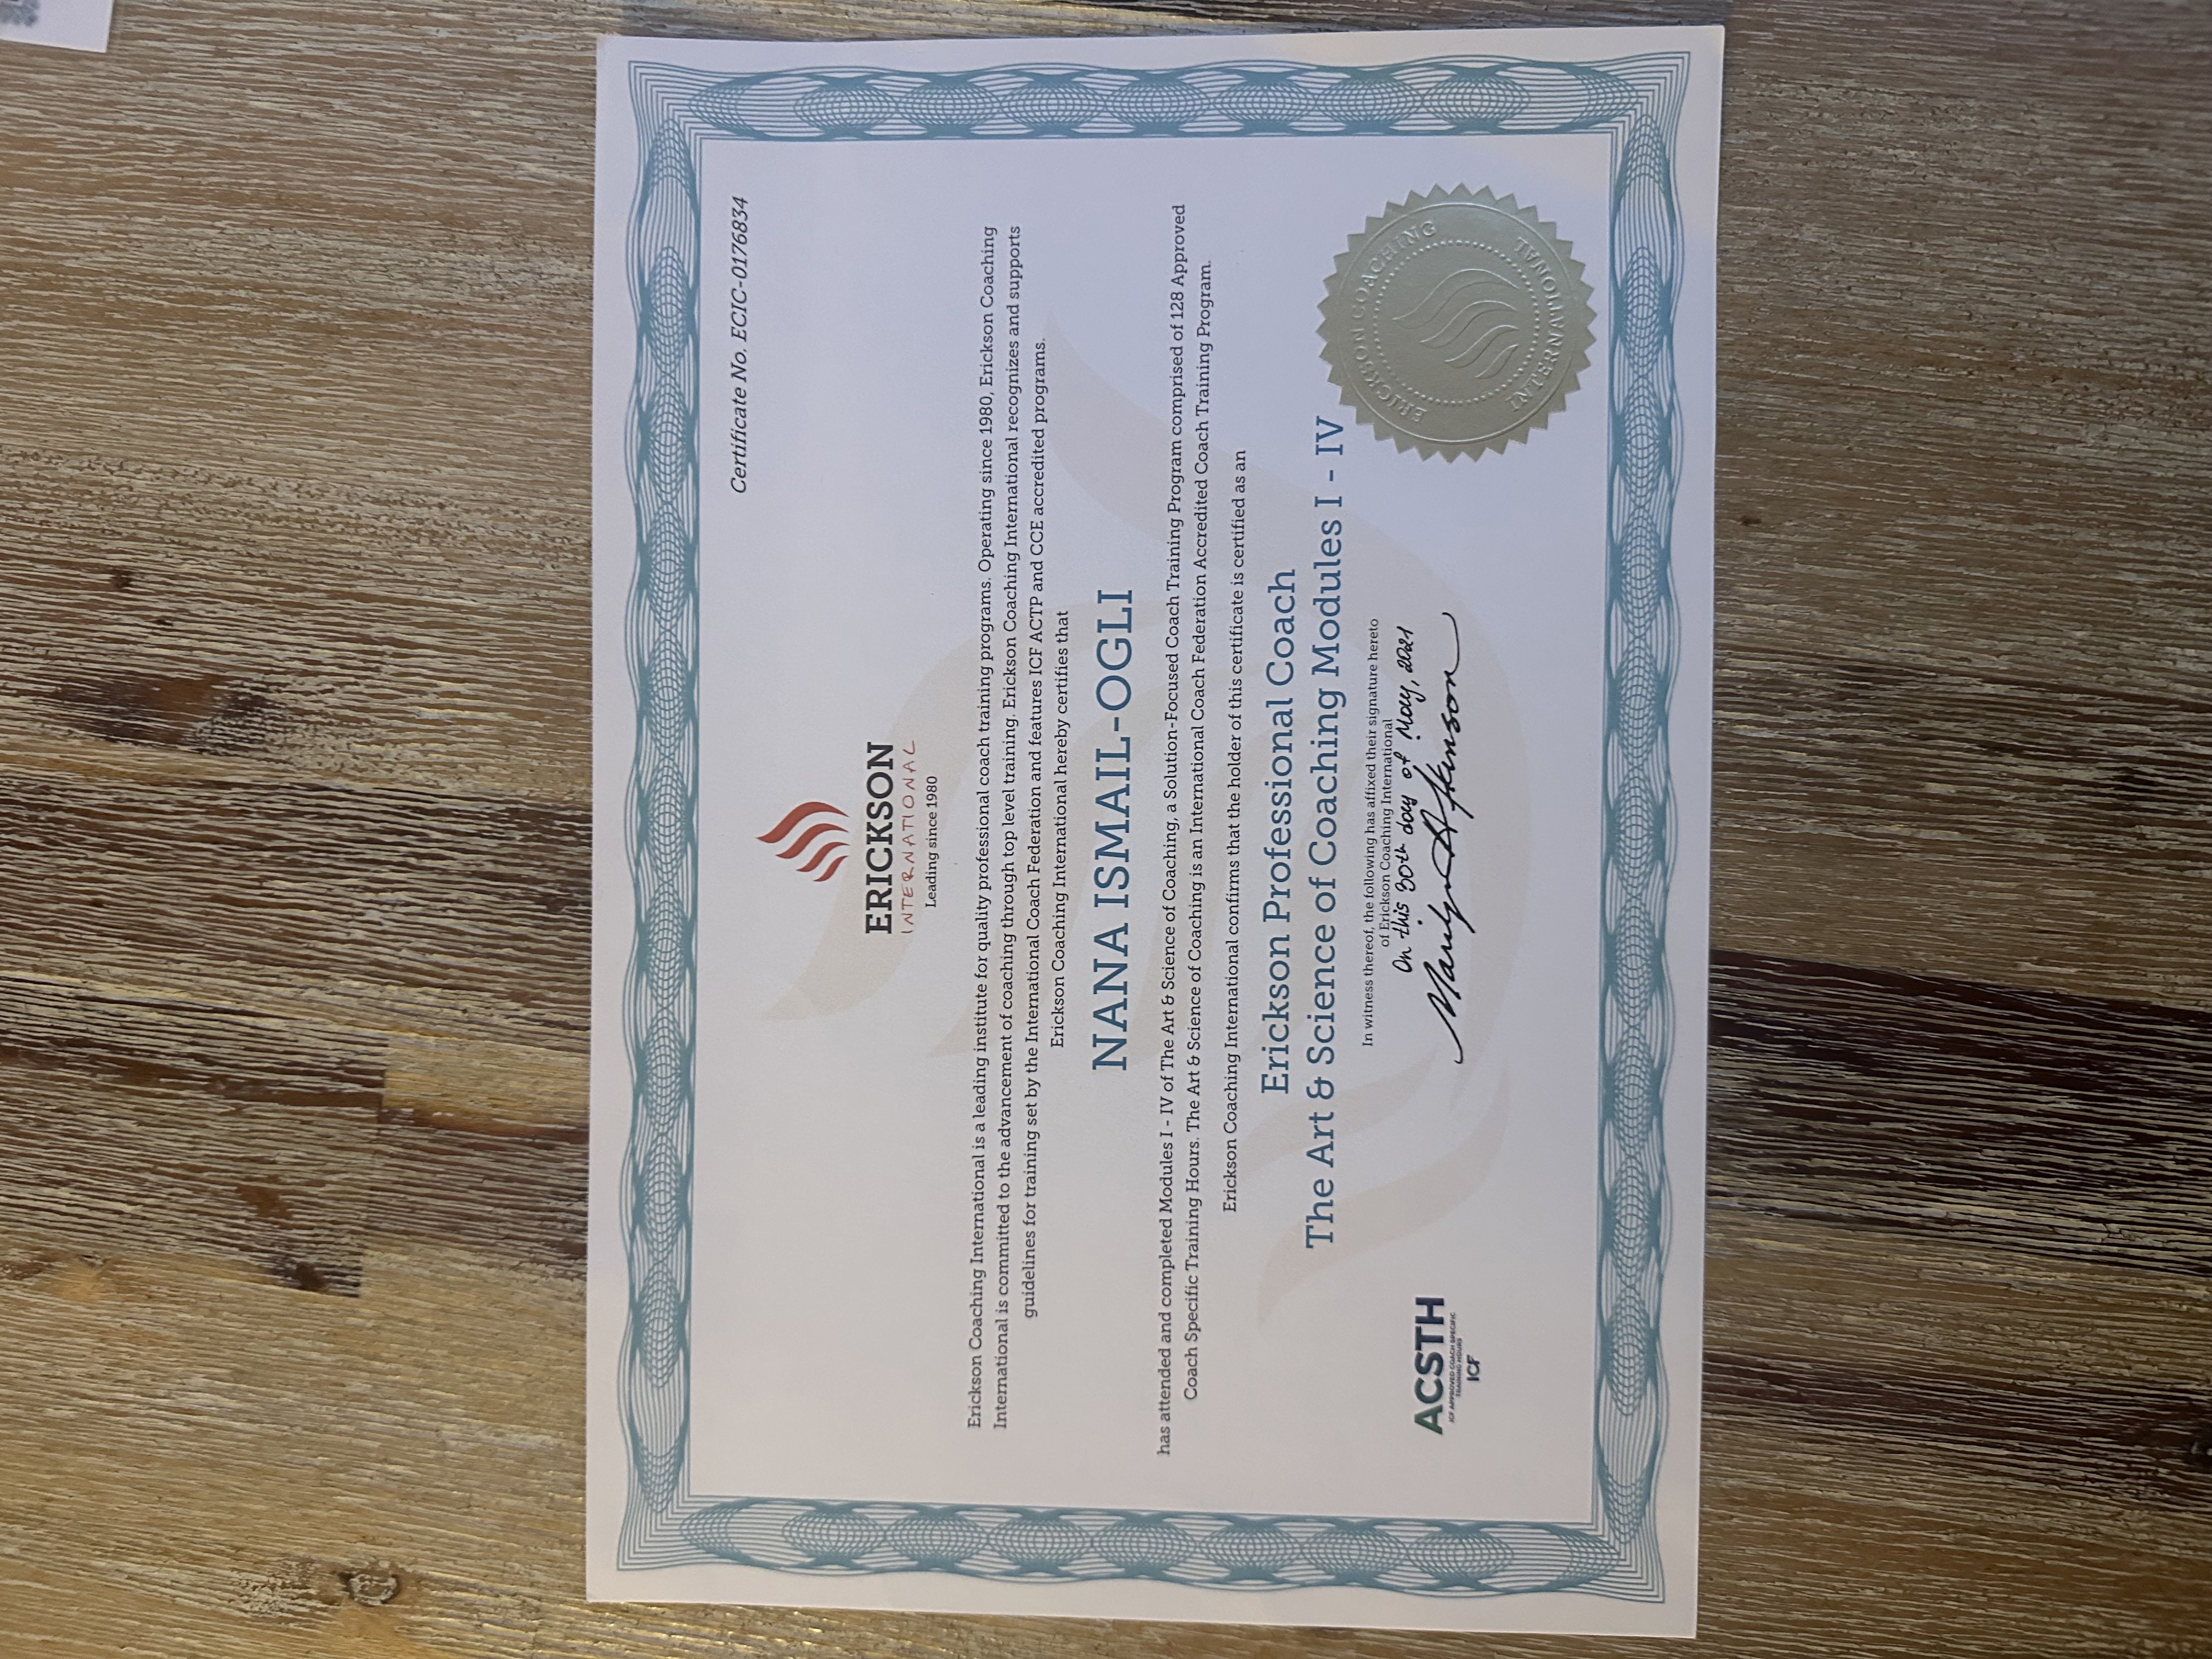 Certificate No. ECIC-0176834
ERICKSON
INTERNATIONAL
Leading since 1980
Erickson Coaching International is a leading institute for quality professional coach training programs. Operating since 1980, Erickson Coaching
International is committed to the advancement of coaching through top level training. Erickson Coaching International recognizes and supports
guidelines for training set by the International Coach Federation and features ICF ACTP and CCE accredited programs.
Erickson Coaching International hereby certifies that
NANA ISMAIL-OGLI
has attended and completed Modules I - IV of The Art & Science of Coaching, a Solution-Focused Coach Training Program comprised of 128 Approved
Coach Specific Training Hours. The Art & Science of Coaching is an International Coach Federation Accredited Coach Training Program.
Erickson Coaching International confirms that the holder of this certificate is certified as an
Erickson Professional Coach
The Art & Science of Coaching Modules I - IV
In witness thereof, the following has affixed their signature hereto
of Erickson Coaching International
On this 30th day of May, 2021
Marilyn Atkinson
ACSTH
ICF APPROVED COACH SPECIFIC
TRAINING HOURS
ICF
ERICKSON COACHING
INTERNATIONAL